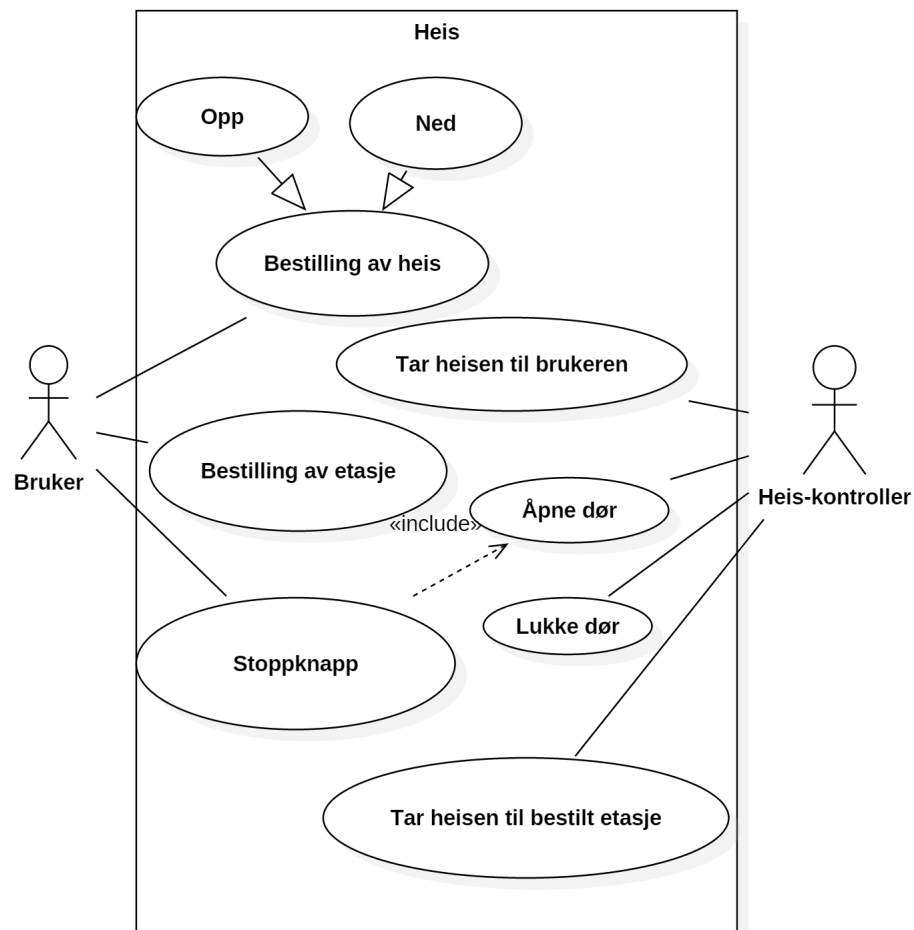 Heis
Opp
Ned
Bestilling av heis
Tar heisen til brukeren
Bestilling av etasje
Bruker
Heis-kontroller
Åpne dør
«include»
Lukke dør
Stoppknapp
Tar heisen til bestilt etasje